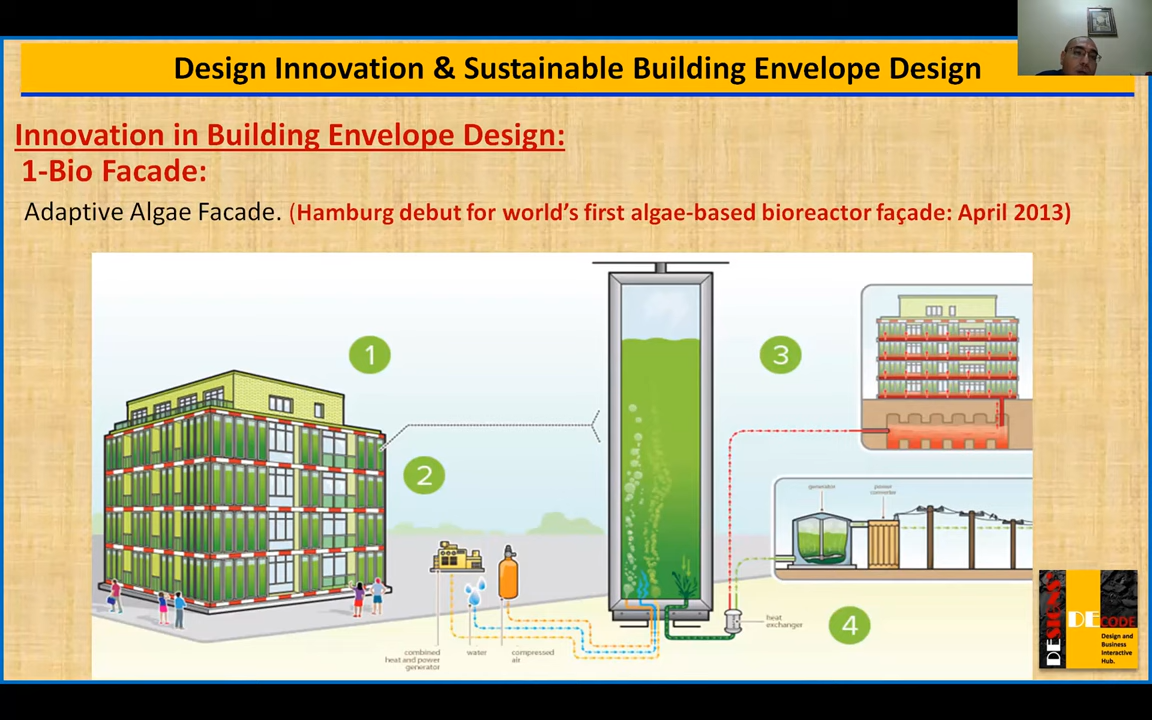 Design Innovation & Sustainable Building Envelope Design
Innovation in Building Envelope Design:
1-Bio Facade:
Adaptive Algae Facade. (Hamburg debut for world’s first algae-based bioreactor façade: April 2013)
1
2
3
4
generator
power
converter
heat
exchanger
combined
heat and power
generator
water
compressed
air
DESIGNS
DECODE
Design and
Business
Interactive
Hub.